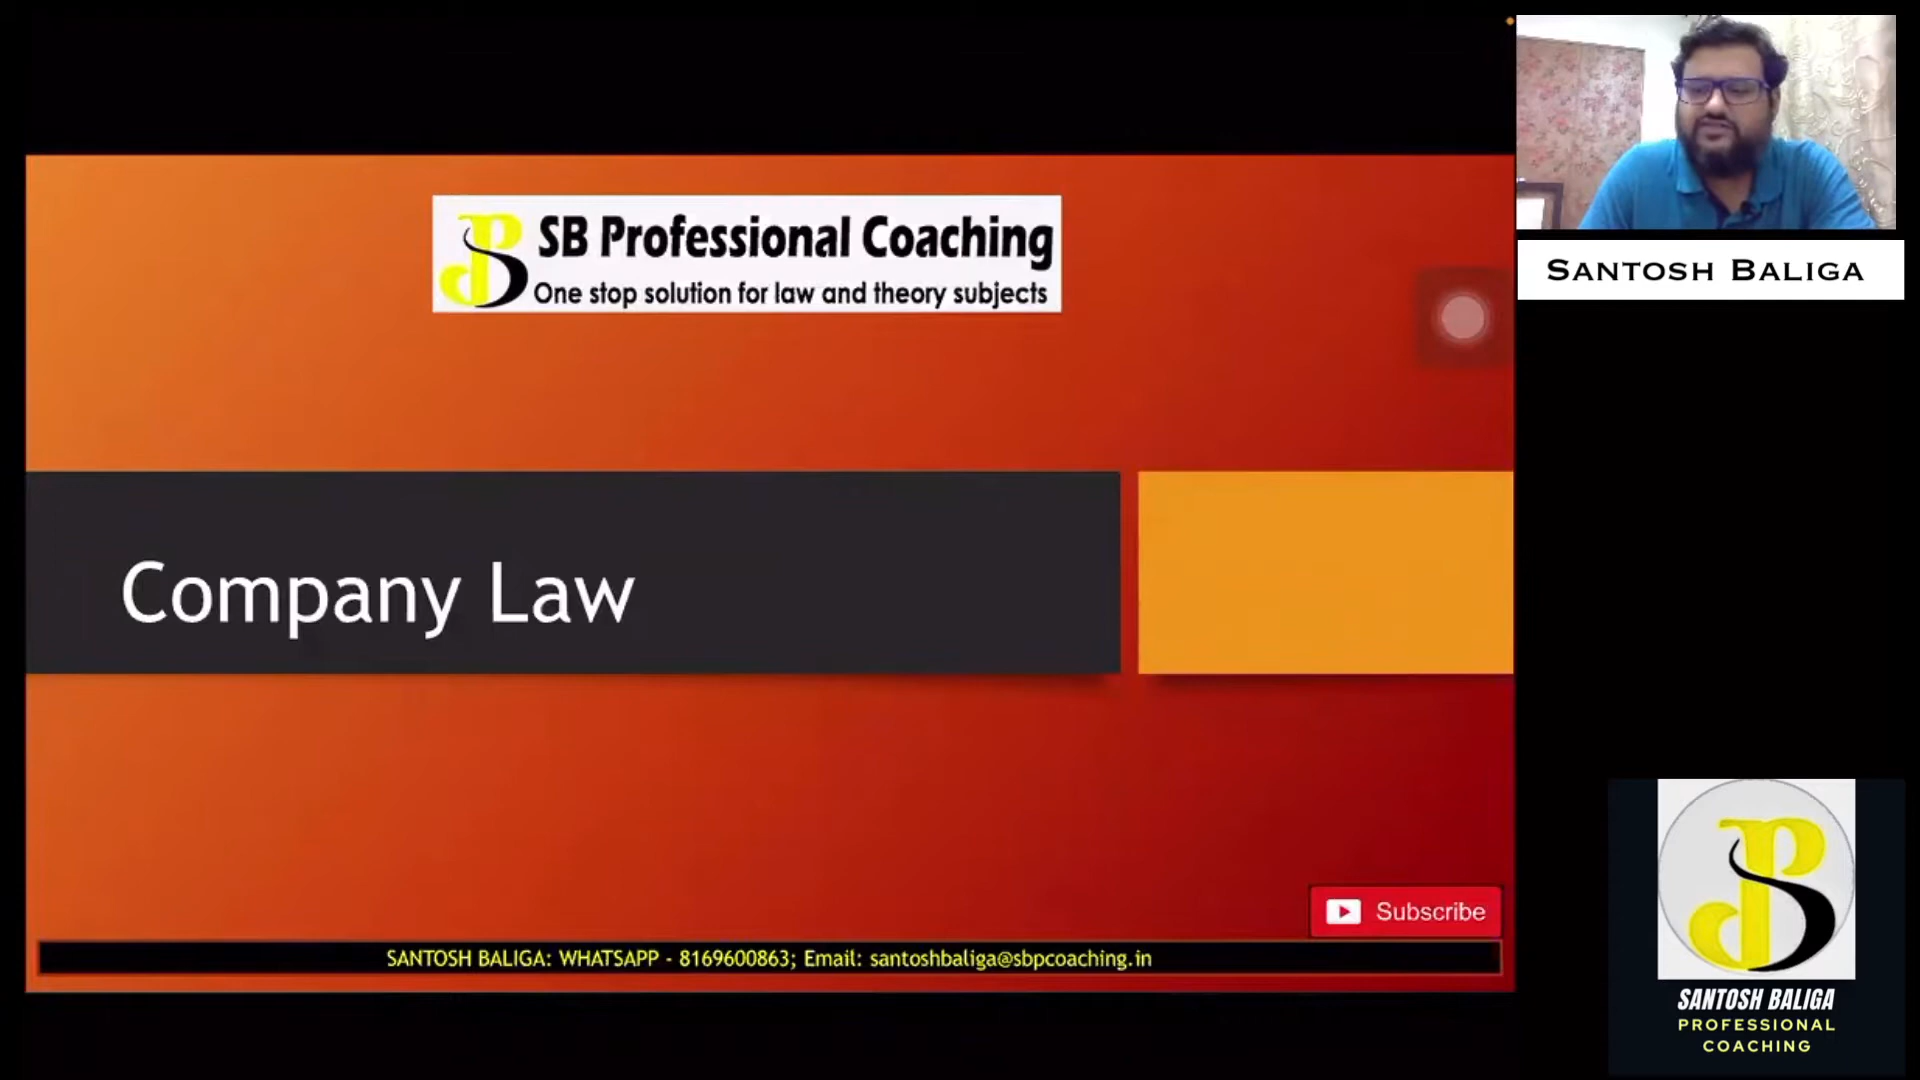 SB Professional Coaching
One stop solution for law and theory subjects
SANTOSH BALIGA
Company Law
Subscribe
SANTOSH BALIGA: WHATSAPP - 8169600863; Email: santoshbaliga@sbpcoaching.in
SANTOSH BALIGA
PROFESSIONAL
COACHING